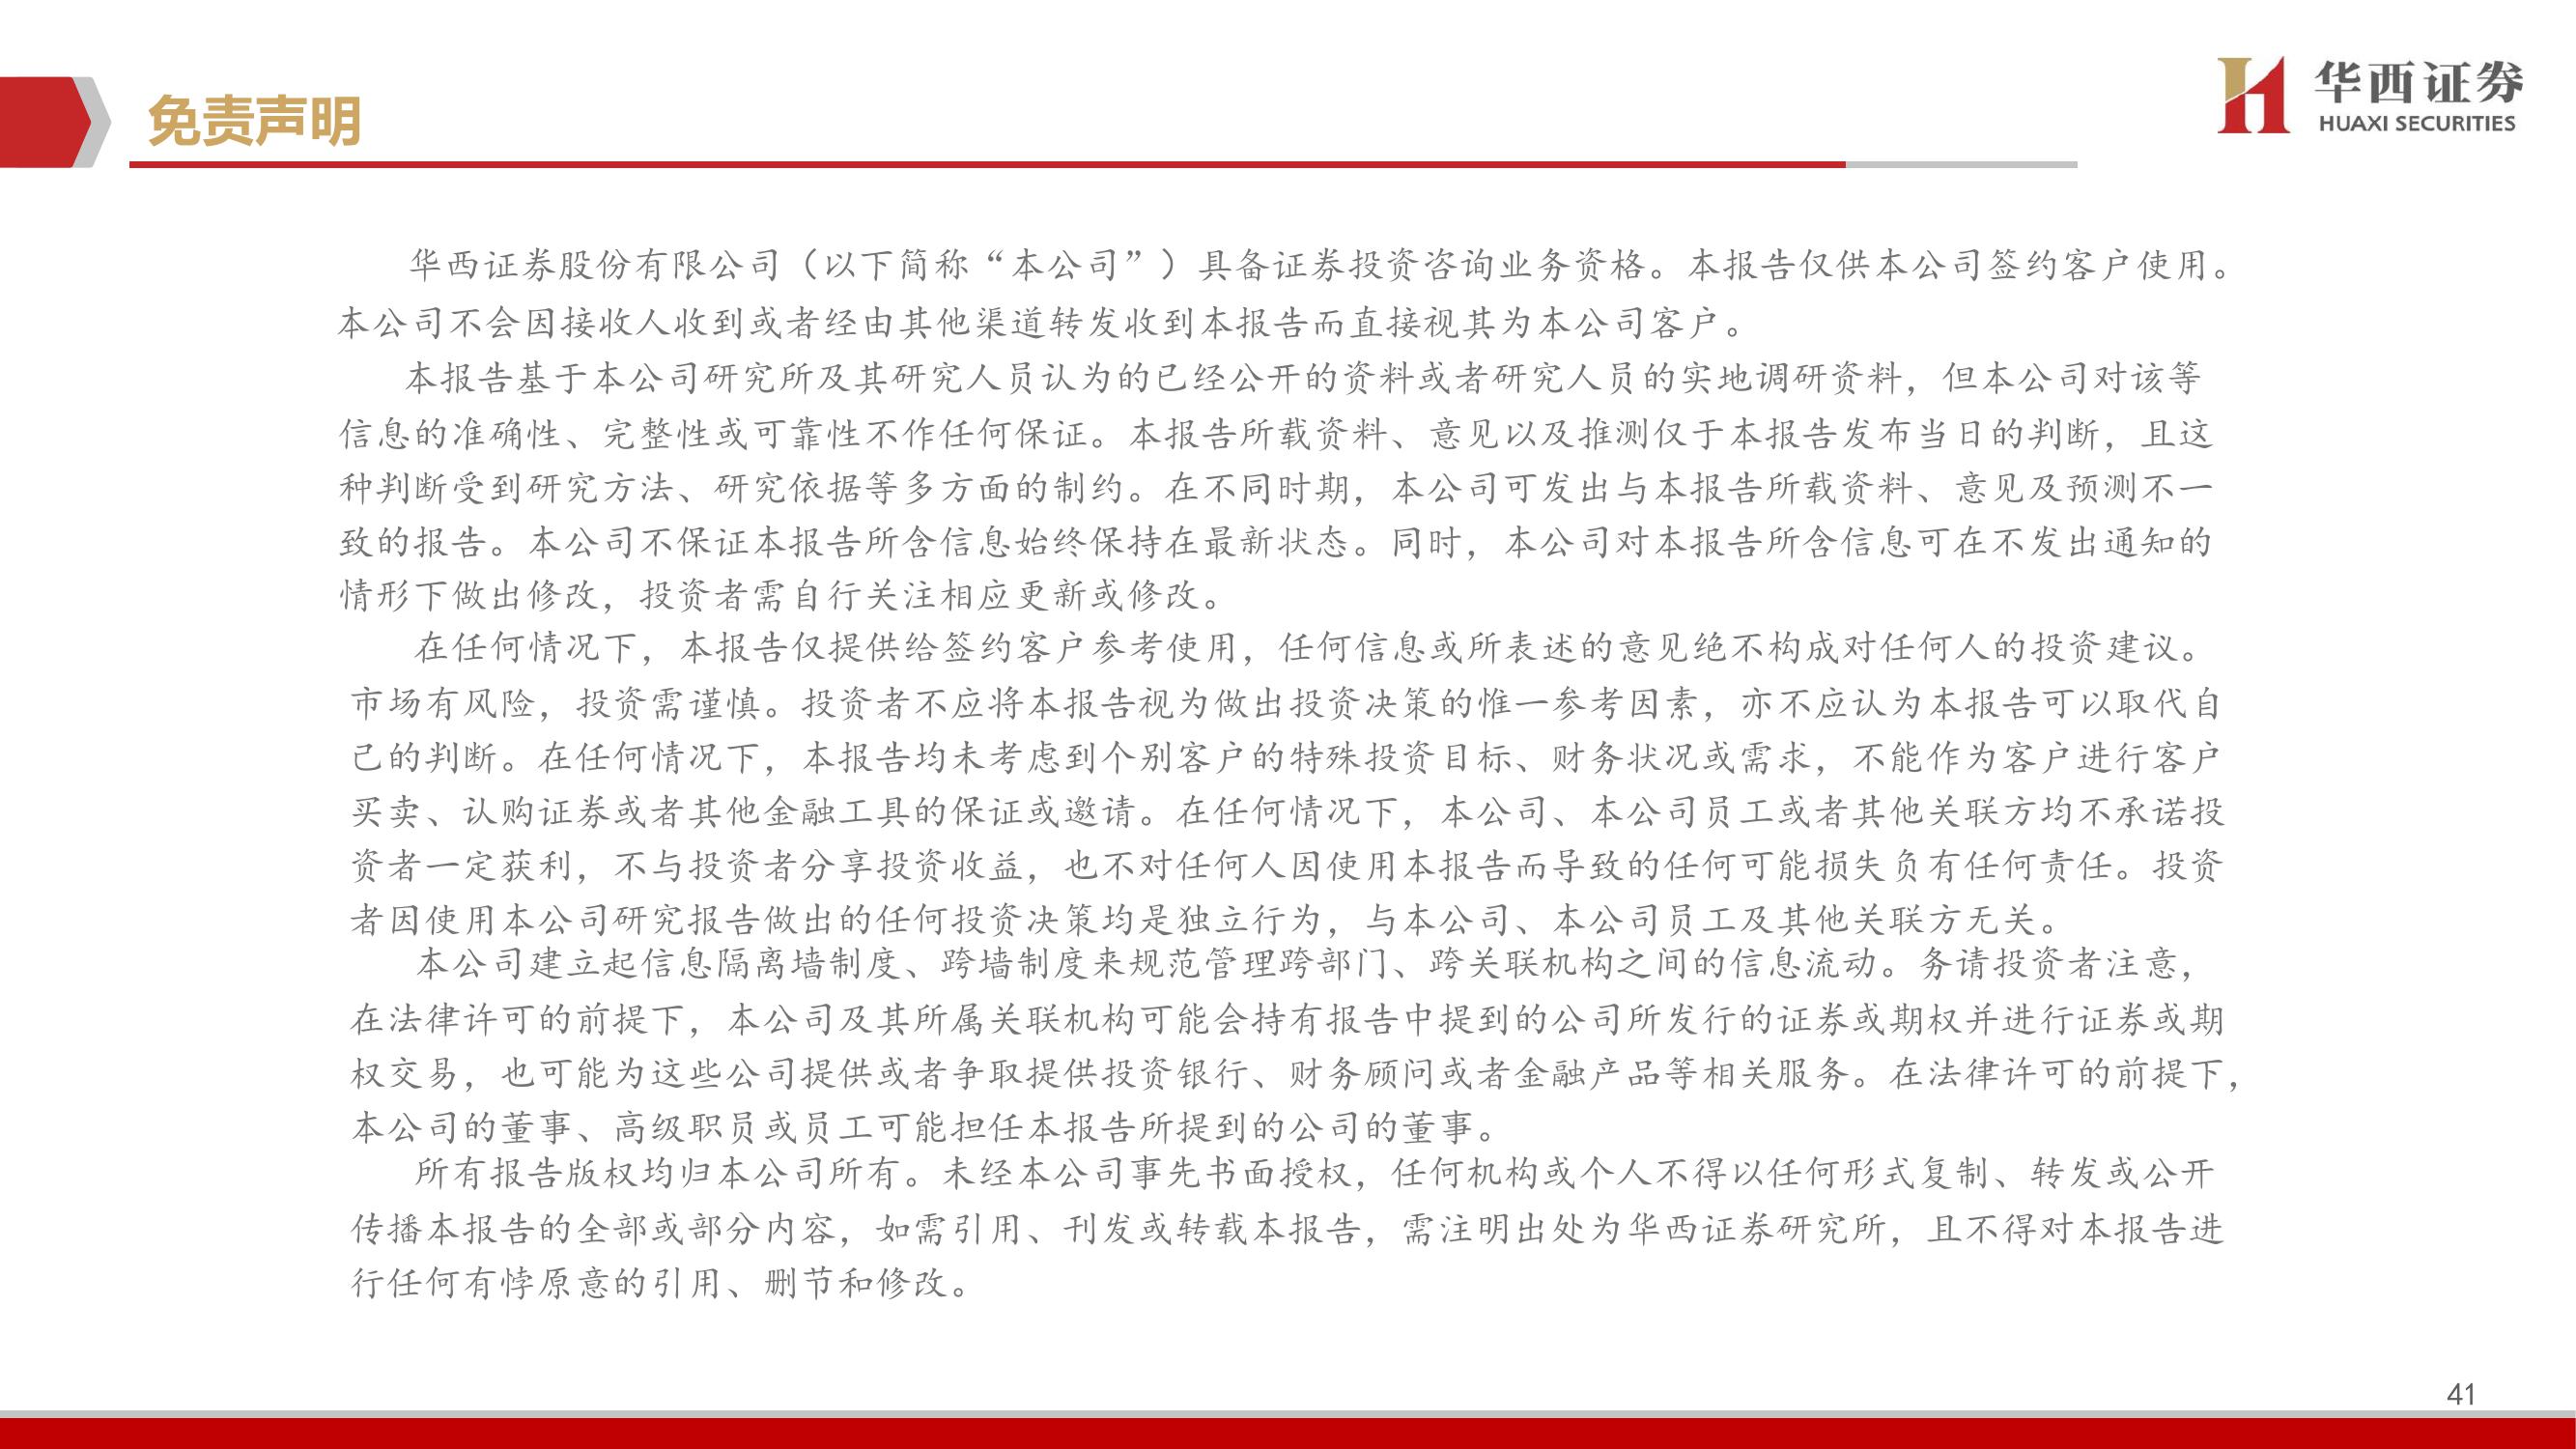 免责声明
华西证券
HUAXI SECURITIES
华西证券股份有限公司（以下简称“本公司”）具备证券投资咨询业务资格。本报告仅供本公司签约客户使用。
本公司不会因接收人收到或者经由其他渠道转发收到本报告而直接视其为本公司客户。
本报告基于本公司研究所及其研究人员认为的已经公开的资料或者研究人员的实地调研资料，但本公司对该等
信息的准确性、完整性或可靠性不作任何保证。本报告所载资料、意见以及推测仅于本报告发布当日的判断，且这
种判断受到研究方法、研究依据等多方面的制约。在不同时期，本公司可发出与本报告所载资料、意见及预测不一
致的报告。本公司不保证本报告所含信息始终保持在最新状态。同时，本公司对本报告所含信息可在不发出通知的
情形下做出修改，投资者需自行关注相应更新或修改。
在任何情况下，本报告仅提供给签约客户参考使用，任何信息或所表述的意见绝不构成对任何人的投资建议。
市场有风险，投资需谨慎。投资者不应将本报告视为做出投资决策的惟一参考因素，亦不应认为本报告可以取代自
己的判断。在任何情况下，本报告均未考虑到个别客户的特殊投资目标、财务状况或需求，不能作为客户进行客户
买卖、认购证券或者其他金融工具的保证或邀请。在任何情况下，本公司、本公司员工或者其他关联方均不承诺投
资者一定获利，不与投资者分享投资收益，也不对任何人因使用本报告而导致的任何可能损失负有任何责任。投资
者因使用本公司研究报告做出的任何投资决策均是独立行为，与本公司、本公司员工及其他关联方无关。
本公司建立起信息隔离墙制度、跨墙制度来规范管理跨部门、跨关联机构之间的信息流动。务请投资者注意，
在法律许可的前提下，本公司及其所属关联机构可能会持有报告中提到的公司所发行的证券或期权并进行证券或期
权交易，也可能为这些公司提供或者争取提供投资银行、财务顾问或者金融产品等相关服务。在法律许可的前提下，
本公司的董事、高级职员或员工可能担任本报告所提到的公司的董事。
所有报告版权均归本公司所有。未经本公司事先书面授权，任何机构或个人不得以任何形式复制、转发或公开
传播本报告的全部或部分内容，如需引用、刊发或转载本报告，需注明出处为华西证券研究所，且不得对本报告进
行任何有悖原意的引用、删节和修改。
41